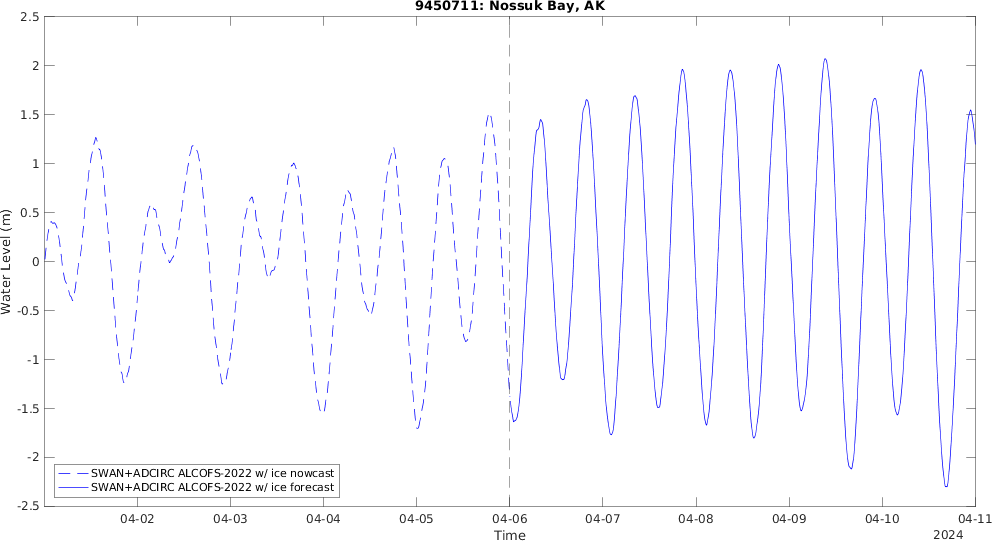 9450711: Nossuk Bay, AK
2.5
2
1.5
1
0.5
0
-0.5
-1
-1.5
-2
-2.5
Water Level (m)
SWAN+ADCIRC ALCOFS-2022 w/ ice nowcast
SWAN+ADCIRC ALCOFS-2022 w/ ice forecast
04-02 04-03 04-04 04-05 04-06 04-07 04-08 04-09 04-10 04-11
Time
2024